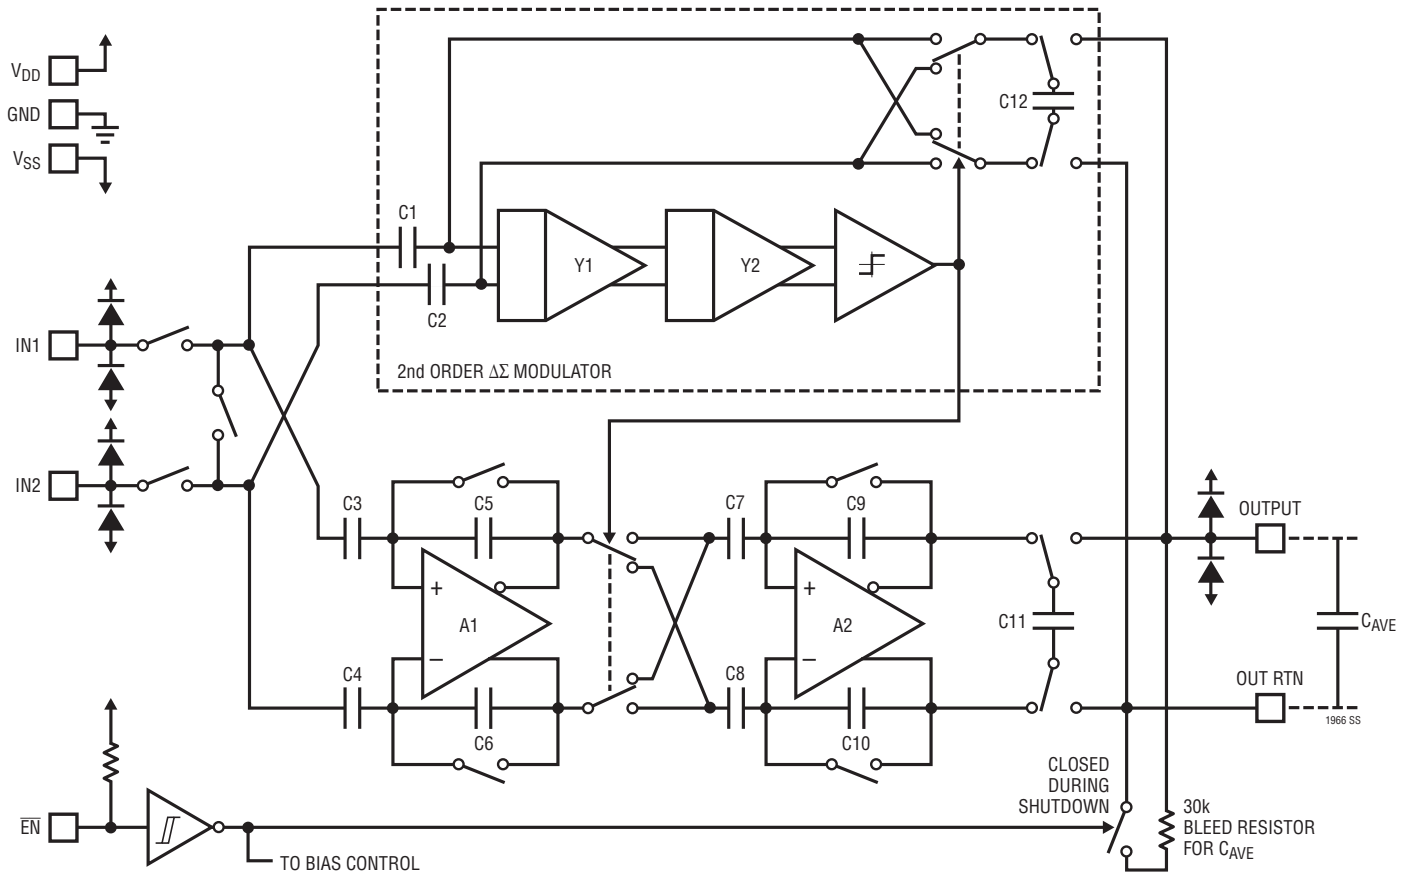 VDD
GND
VSS
C12
C1
C2
Y1
Y2
2nd ORDER ΔΣ MODULATOR
IN1
IN2
C3
C5
C7
C9
+
A1
−
+
A2
−
C4
C6
C8
C10
C11
OUTPUT
CAVE
OUT RTN
1966 SS
CLOSED
DURING
SHUTDOWN
30k
BLEED RESISTOR
FOR CAVE
E̅N̅
TO BIAS CONTROL